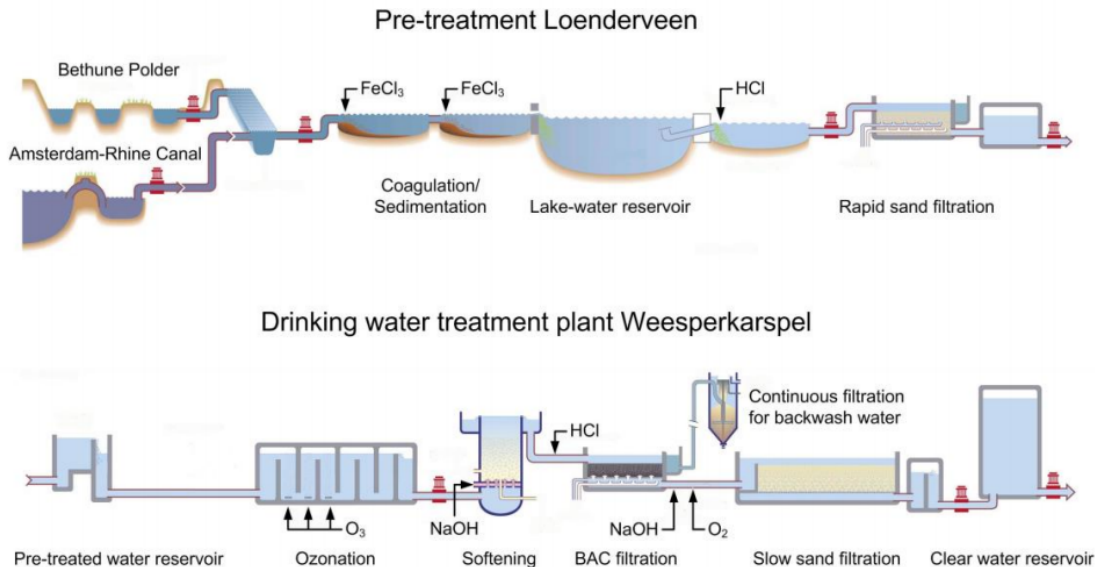 Pre-treatment Loenderveen
Bethune Polder
FeCl₃
FeCl₃
HCl
Amsterdam-Rhine Canal
Coagulation/
Sedimentation
Lake-water reservoir
Rapid sand filtration
Drinking water treatment plant Weesperkarspel
Continuous filtration
for backwash water
HCl
NaOH
O₃
NaOH
O₂
Pre-treated water reservoir
Ozonation
Softening
BAC filtration
Slow sand filtration
Clear water reservoir